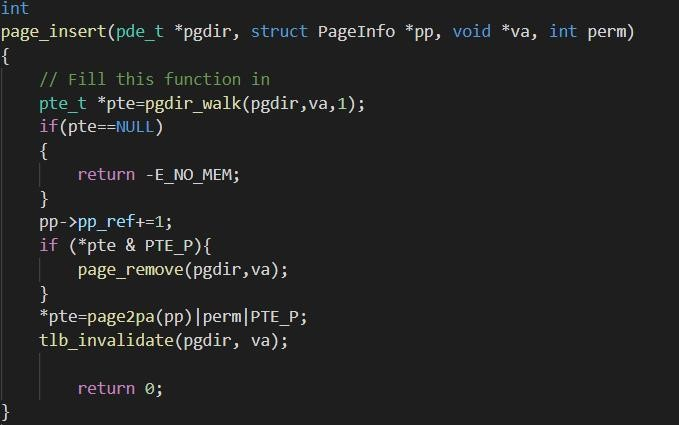 int
page_insert(pde_t *pgdir, struct PageInfo *pp, void *va, int perm)
{
    // Fill this function in
    pte_t *pte=pgdir_walk(pgdir,va,1);
    if(pte==NULL)
    {
        return -E_NO_MEM;
    }
    pp->pp_ref+=1;
    if (*pte & PTE_P){
        page_remove(pgdir,va);
    }
    *pte=page2pa(pp)|perm|PTE_P;
    tlb_invalidate(pgdir, va);

        return 0;
}